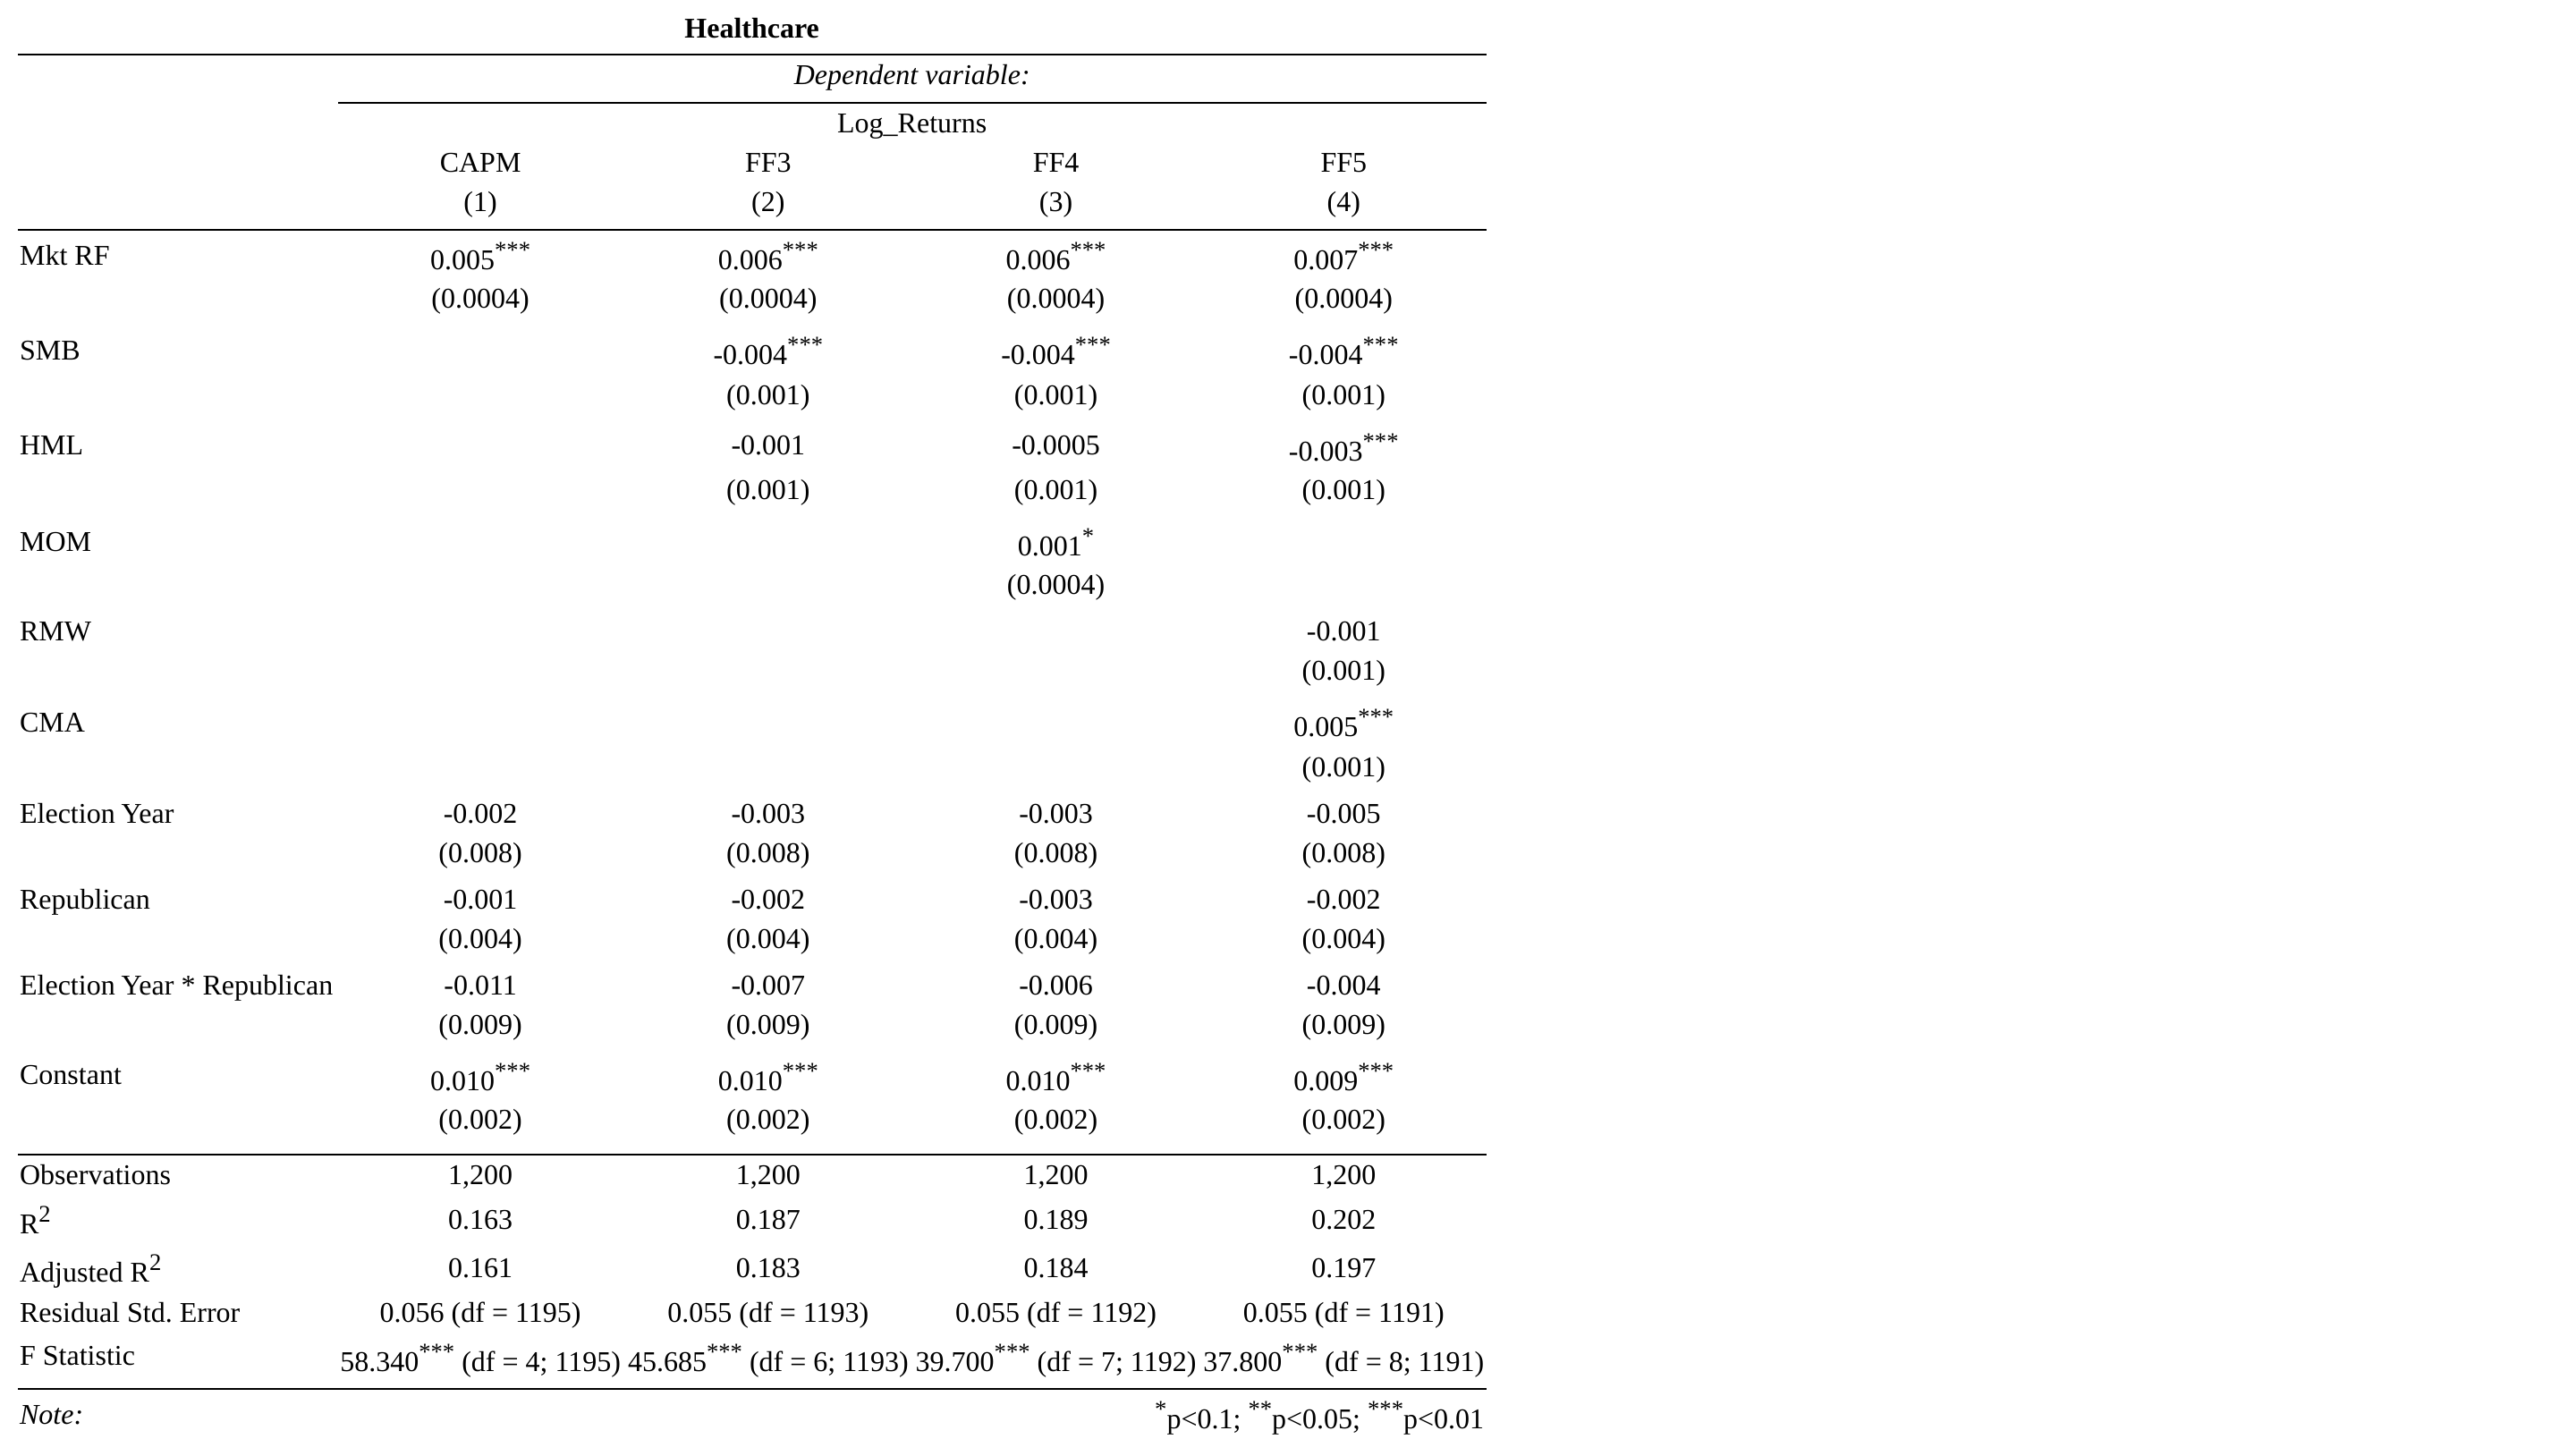 Healthcare
Dependent variable:
Log_Returns
CAPM FF3 FF4 FF5
(1) (2) (3) (4)
Mkt RF 0.005*** 0.006*** 0.006*** 0.007***
(0.0004) (0.0004) (0.0004) (0.0004)
SMB -0.004*** -0.004*** -0.004***
(0.001) (0.001) (0.001)
HML -0.001 -0.0005 -0.003***
(0.001) (0.001) (0.001)
MOM 0.001*
(0.0004)
RMW -0.001
(0.001)
CMA 0.005***
(0.001)
Election Year -0.002 -0.003 -0.003 -0.005
(0.008) (0.008) (0.008) (0.008)
Republican -0.001 -0.002 -0.003 -0.002
(0.004) (0.004) (0.004) (0.004)
Election Year * Republican -0.011 -0.007 -0.006 -0.004
(0.009) (0.009) (0.009) (0.009)
Constant 0.010*** 0.010*** 0.010*** 0.009***
(0.002) (0.002) (0.002) (0.002)
Observations 1,200 1,200 1,200 1,200
R2 0.163 0.187 0.189 0.202
Adjusted R2 0.161 0.183 0.184 0.197
Residual Std. Error 0.056 (df = 1195) 0.055 (df = 1193) 0.055 (df = 1192) 0.055 (df = 1191)
F Statistic 58.340*** (df = 4; 1195) 45.685*** (df = 6; 1193) 39.700*** (df = 7; 1192) 37.800*** (df = 8; 1191)
Note: *p<0.1; **p<0.05; ***p<0.01